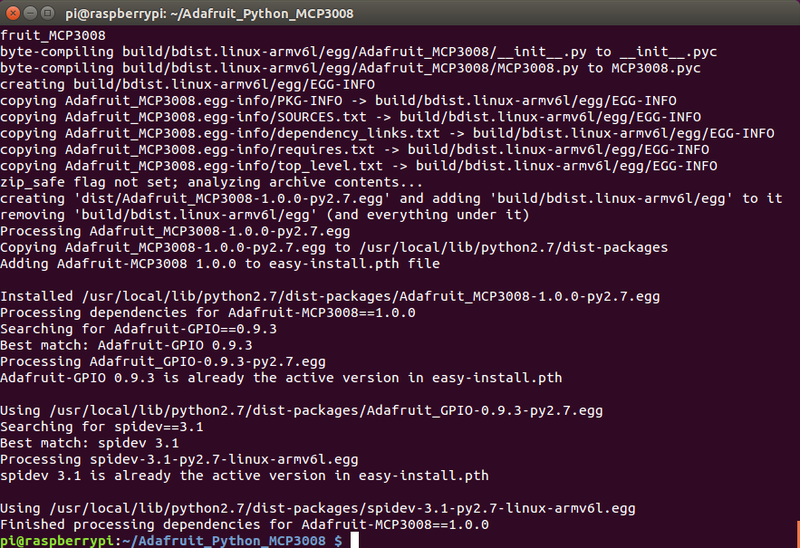 pi@raspberrypi: ~/Adafruit_Python_MCP3008
fruit_MCP3008
byte-compiling build/bdist.linux-armv6l/egg/Adafruit_MCP3008/__init__.py to __init__.pyc
byte-compiling build/bdist.linux-armv6l/egg/Adafruit_MCP3008/MCP3008.py to MCP3008.pyc
creating build/bdist.linux-armv6l/egg/EGG-INFO
copying Adafruit_MCP3008.egg-info/PKG-INFO -> build/bdist.linux-armv6l/egg/EGG-INFO
copying Adafruit_MCP3008.egg-info/SOURCES.txt -> build/bdist.linux-armv6l/egg/EGG-INFO
copying Adafruit_MCP3008.egg-info/dependency_links.txt -> build/bdist.linux-armv6l/egg/EGG-INFO
copying Adafruit_MCP3008.egg-info/requires.txt -> build/bdist.linux-armv6l/egg/EGG-INFO
copying Adafruit_MCP3008.egg-info/top_level.txt -> build/bdist.linux-armv6l/egg/EGG-INFO
zip_safe flag not set; analyzing archive contents...
creating 'dist/Adafruit_MCP3008-1.0.0-py2.7.egg' and adding 'build/bdist.linux-armv6l/egg' to it
removing 'build/bdist.linux-armv6l/egg' (and everything under it)
Processing Adafruit_MCP3008-1.0.0-py2.7.egg
Copying Adafruit_MCP3008-1.0.0-py2.7.egg to /usr/local/lib/python2.7/dist-packages
Adding Adafruit-MCP3008 1.0.0 to easy-install.pth file
Installed /usr/local/lib/python2.7/dist-packages/Adafruit_MCP3008-1.0.0-py2.7.egg
Processing dependencies for Adafruit-MCP3008==1.0.0
Searching for Adafruit-GPIO==0.9.3
Best match: Adafruit-GPIO 0.9.3
Processing Adafruit_GPIO-0.9.3-py2.7.egg
Adafruit-GPIO 0.9.3 is already the active version in easy-install.pth
Using /usr/local/lib/python2.7/dist-packages/Adafruit_GPIO-0.9.3-py2.7.egg
Searching for spidev==3.1
Best match: spidev 3.1
Processing spidev-3.1-py2.7-linux-armv6l.egg
spidev 3.1 is already the active version in easy-install.pth
Using /usr/local/lib/python2.7/dist-packages/spidev-3.1-py2.7-linux-armv6l.egg
Finished processing dependencies for Adafruit-MCP3008==1.0.0
pi@raspberrypi:~/Adafruit_Python_MCP3008 $